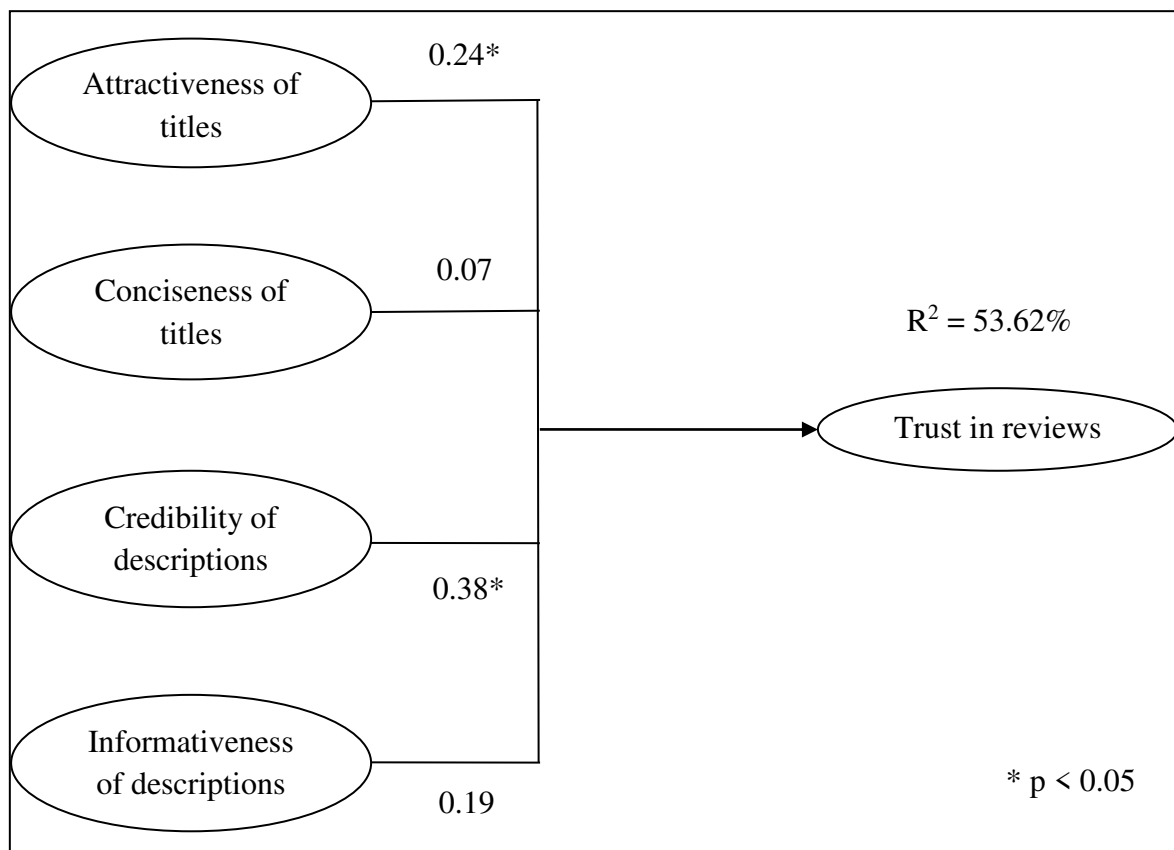 0.24*
Attractiveness of
titles
0.07
Conciseness of
titles
R² = 53.62%
Trust in reviews
Credibility of
descriptions
0.38*
Informativeness
of descriptions
0.19
* p < 0.05